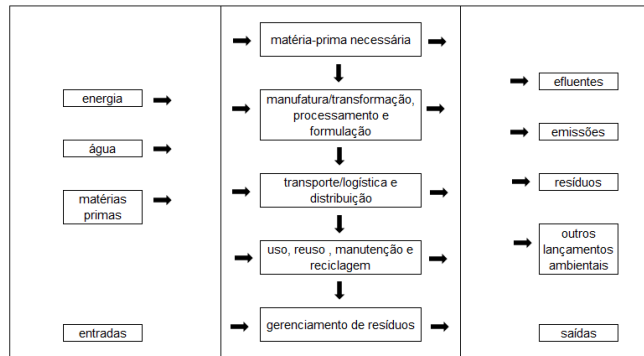 energia
água
matérias
primas
entradas
matéria-prima necessária
manufatura/transformação,
processamento e
formulação
transporte/logística e
distribuição
uso, reuso , manutenção e
reciclagem
gerenciamento de resíduos
efluentes
emissões
resíduos
outros
lançamentos
ambientais
saídas